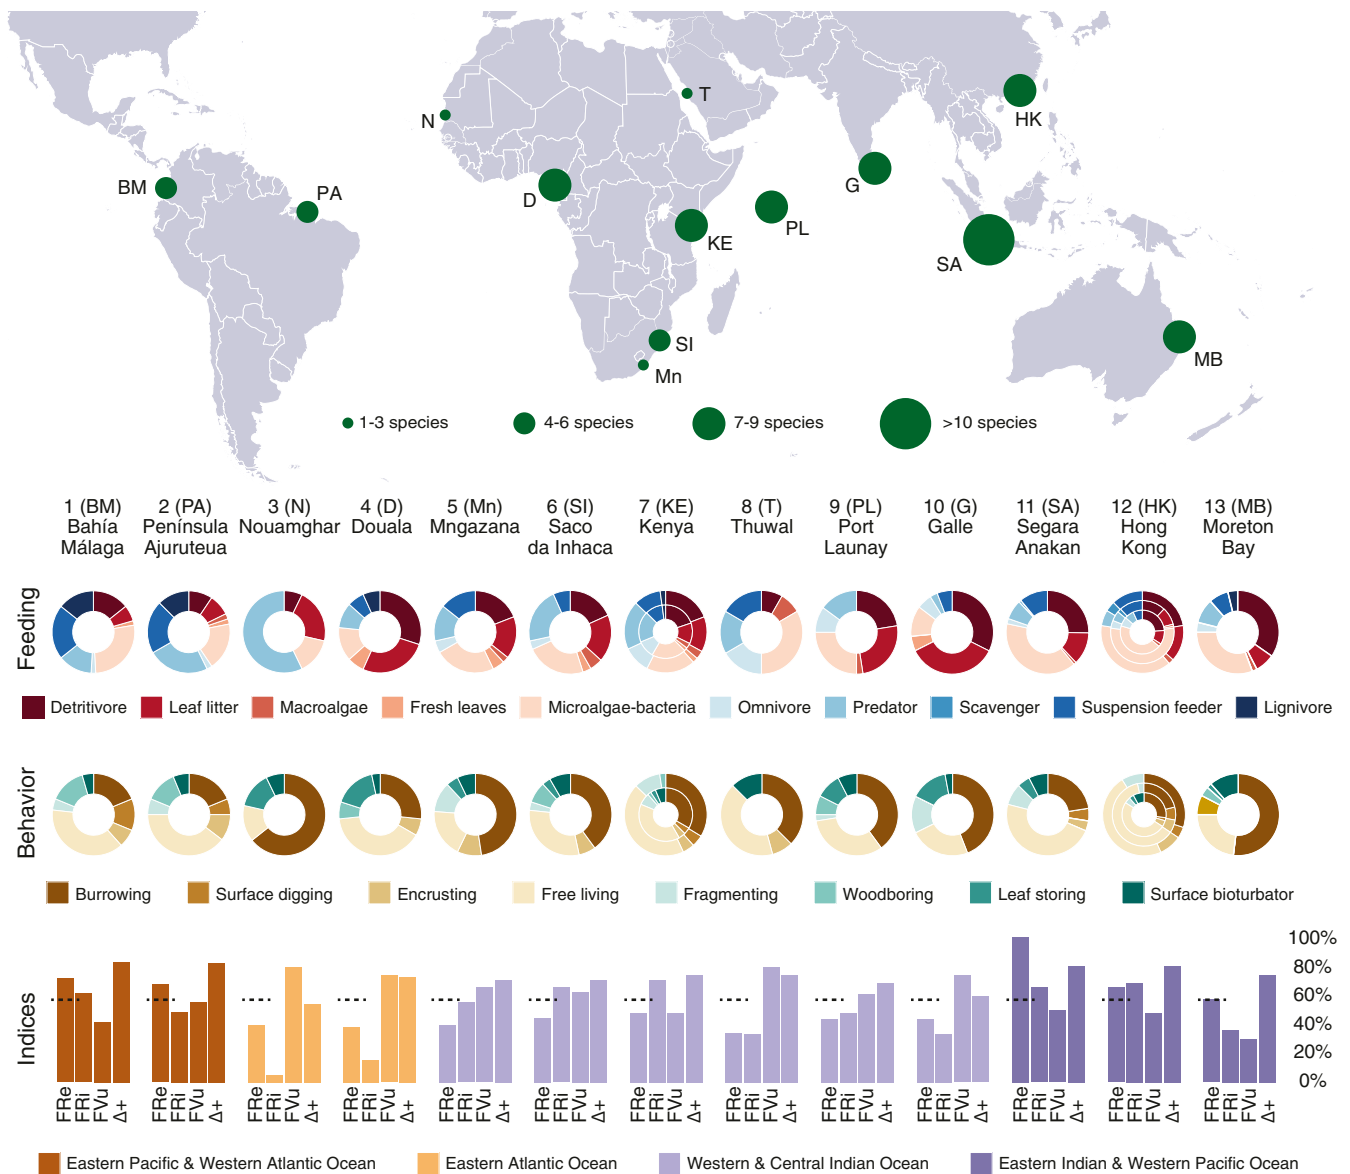 T
HK
N
BM
PA
G
D
PL
KE
SA
SI
MB
Mn
1-3 species
4-6 species
7-9 species
>10 species
1 (BM)
Bahía
Málaga
2 (PA)
Península
Ajuruteua
3 (N)
Nouamghar
4 (D)
Douala
5 (Mn)
Mngazana
6 (SI)
Saco
da Inhaca
7 (KE)
Kenya
8 (T)
Thuwal
9 (PL)
Port
Launay
10 (G)
Galle
11 (SA)
Segara
Anakan
12 (HK)
Hong
Kong
13 (MB)
Moreton
Bay
Feeding
Detritivore
Leaf litter
Macroalgae
Fresh leaves
Microalgae-bacteria
Omnivore
Predator
Scavenger
Suspension feeder
Lignivore
Behavior
Burrowing
Surface digging
Encrusting
Free living
Fragmenting
Woodboring
Leaf storing
Surface bioturbator
Indices
100%
80%
60%
40%
20%
0%
FRe FRi FVu Δ+
FRe FRi FVu Δ+
FRe FRi FVu Δ+
FRe FRi FVu Δ+
FRe FRi FVu Δ+
FRe FRi FVu Δ+
FRe FRi FVu Δ+
FRe FRi FVu Δ+
FRe FRi FVu Δ+
FRe FRi FVu Δ+
FRe FRi FVu Δ+
FRe FRi FVu Δ+
FRe FRi FVu Δ+
Eastern Pacific & Western Atlantic Ocean
Eastern Atlantic Ocean
Western & Central Indian Ocean
Eastern Indian & Western Pacific Ocean